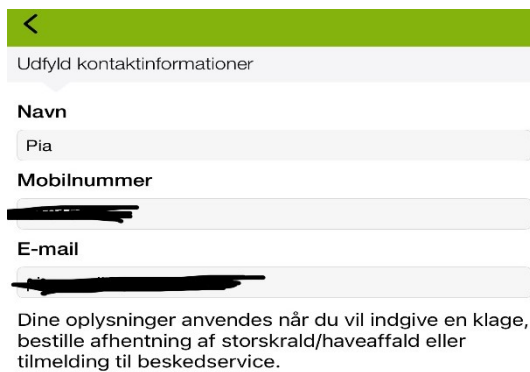 Udfyld kontaktinformationer
Navn
Pia
Mobilnummer
E-mail
Dine oplysninger anvendes når du vil indgive en klage,
bestille afhentning af storskrald/haveaffald eller
tilmelding til beskedservice.